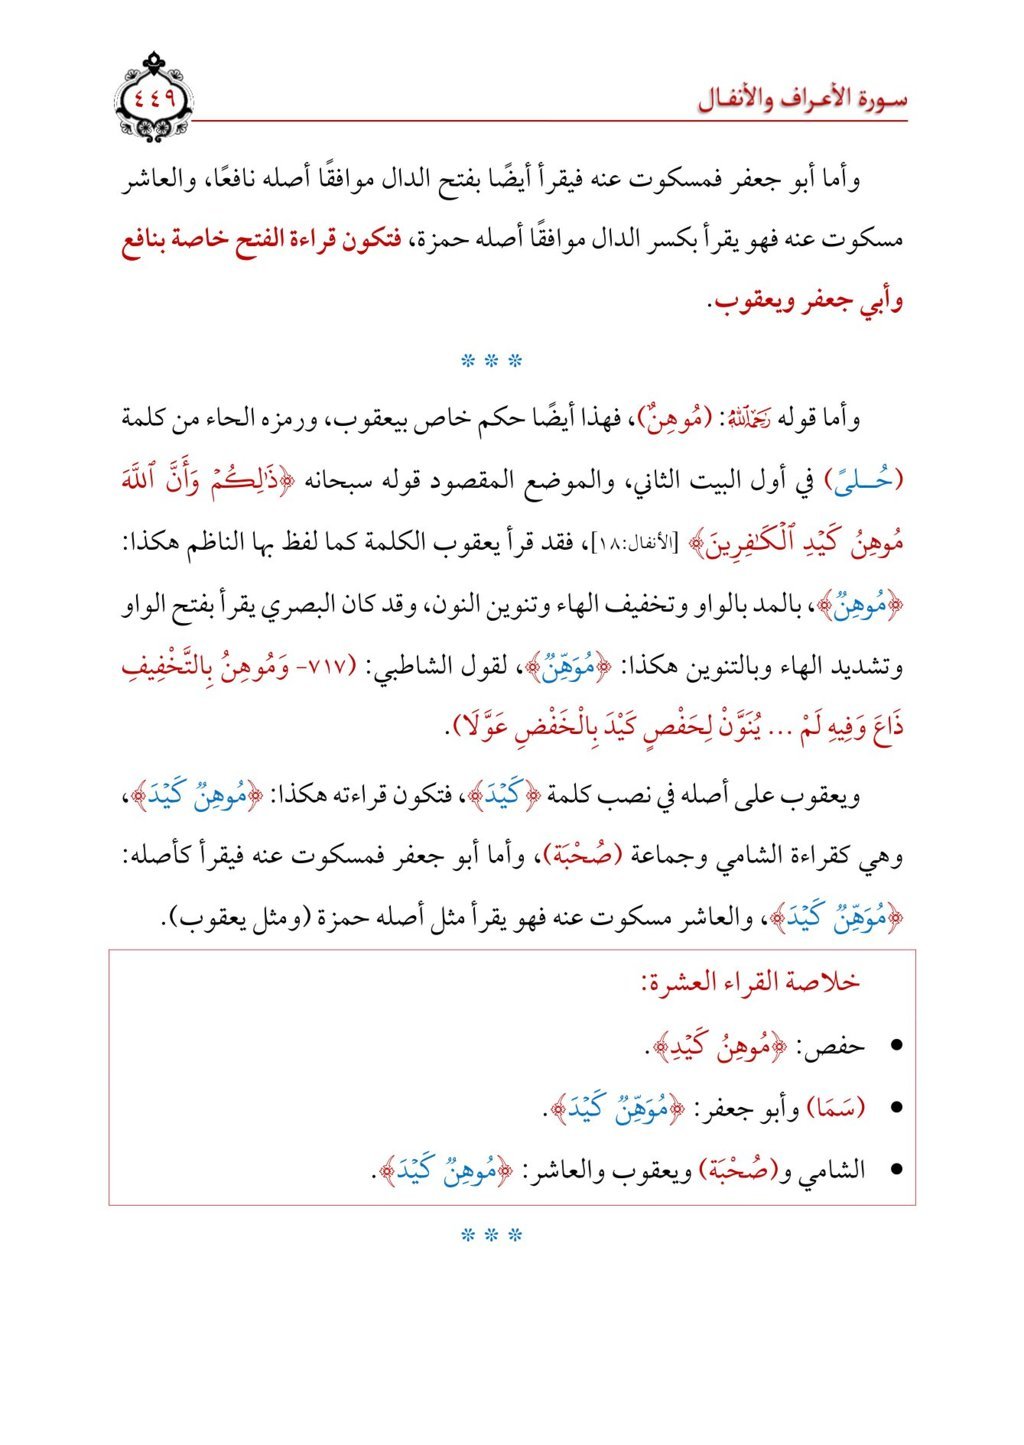 سورة الأعراف والأنفال
٤٤٩
وأما أبو جعفر فمسكوت عنه فيقرأ أيضًا بفتح الدال موافقًا أصله نافعًا، والعاشر
مسكوت عنه فهو يقرأ بكسر الدال موافقًا أصله حمزة، فتكون قراءة الفتح خاصة بنافع
وأبي جعفر ويعقوب.
* * *
وأما قوله رَحِمَهُ ٱللَّهُ: (مُوهِنٌ)، فهذا أيضًا حكم خاص بيعقوب، ورمزه الحاء من كلمة
(حُـلىً) في أول البيت الثاني، والموضع المقصود قوله سبحانه ﴿ذَٰلِكُمۡ وَأَنَّ ٱللَّهَ
مُوهِنُ كَيۡدِ ٱلۡكَٰفِرِينَ﴾ [الأنفال:١٨]، فقد قرأ يعقوب الكلمة كما لفظ بها الناظم هكذا:
﴿مُوهِنٌ﴾، بالمد بالواو وتخفيف الهاء وتنوين النون، وقد كان البصري يقرأ بفتح الواو
وتشديد الهاء وبالتنوين هكذا: ﴿مُوَهِّنٌ﴾، لقول الشاطبي: (٧١٧- وَمُوهِنُ بِالتَّخْفِيفِ
ذَاعَ وَفِيهِ لَمْ ... يُنَوَّنْ لِحَفْصٍ كَيْدَ بِالْخَفْضِ عَوَّلَا).
ويعقوب على أصله في نصب كلمة ﴿كَيۡدَ﴾، فتكون قراءته هكذا: ﴿مُوهِنٌ كَيۡدَ﴾،
وهي كقراءة الشامي وجماعة (صُحْبَة)، وأما أبو جعفر فمسكوت عنه فيقرأ كأصله:
﴿مُوَهِّنٌ كَيۡدَ﴾، والعاشر مسكوت عنه فهو يقرأ مثل أصله حمزة (ومثل يعقوب).
خلاصة القراء العشرة:
• حفص: ﴿مُوهِنُ كَيۡدِ﴾.
• (سَمَا) وأبو جعفر: ﴿مُوَهِّنٌ كَيۡدَ﴾.
• الشامي و(صُحْبَة) ويعقوب والعاشر: ﴿مُوهِنٌ كَيۡدَ﴾.
* * *